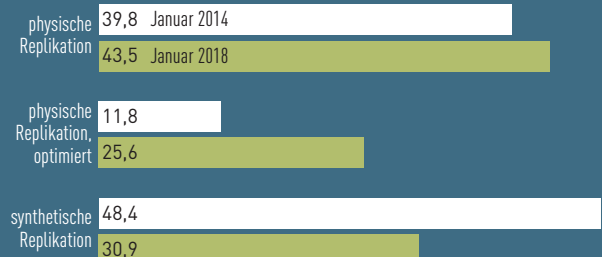 physische
Replikation
39,8 Januar 2014
43,5 Januar 2018
physische
Replikation,
optimiert
11,8
25,6
synthetische
Replikation
48,4
30,9